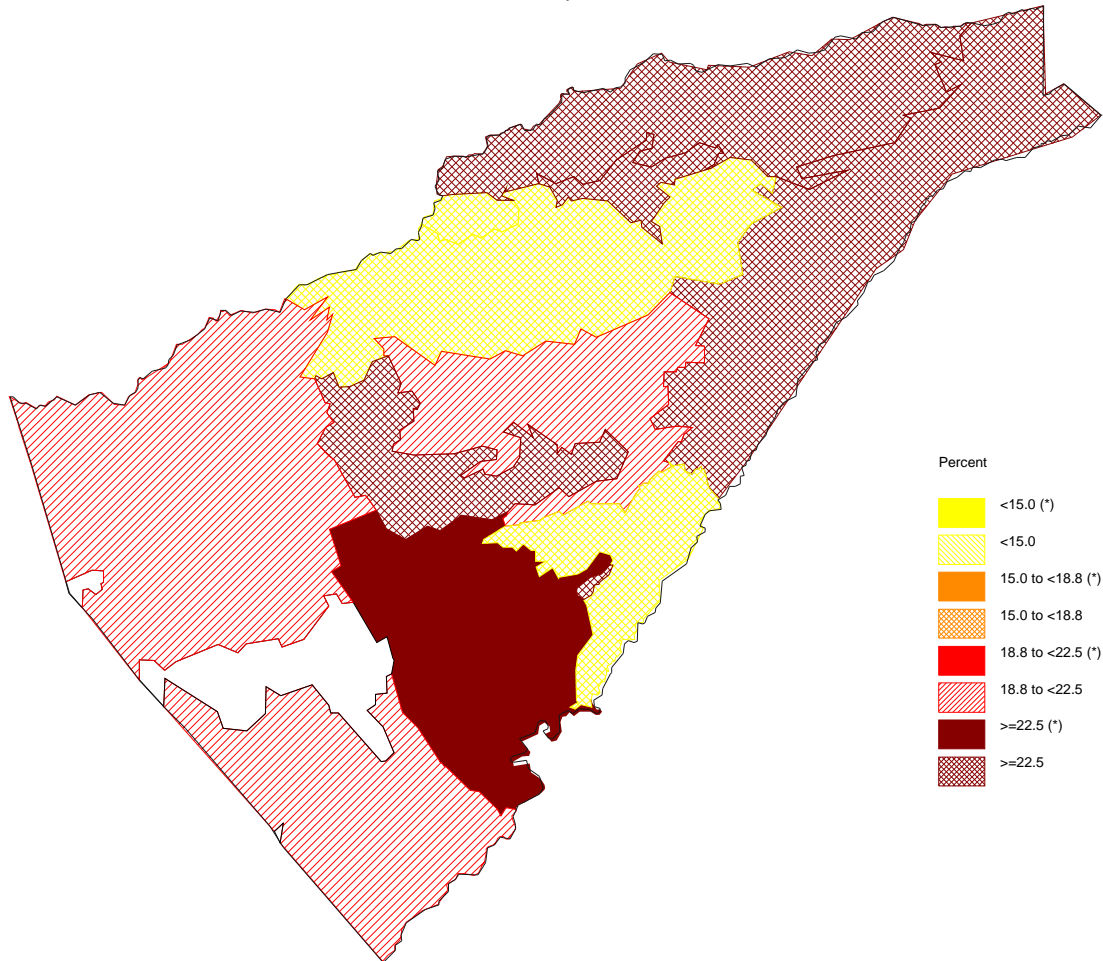 Percent
<15.0 (*)
<15.0
15.0 to <18.8 (*)
15.0 to <18.8
18.8 to <22.5 (*)
18.8 to <22.5
>=22.5 (*)
>=22.5